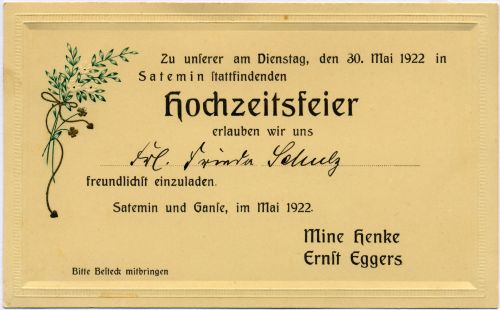 Zu unſerer am Dienstag, den 30. Mai 1922 in
Satemin ſtattfindenden
Hochzeitsfeier
erlauben wir uns
Frl. Frieda Schulz
freundlichſt einzuladen.
Satemin und Ganſe, im Mai 1922.
Mine Henke
Ernſt Eggers
Bitte Beſteck mitbringen